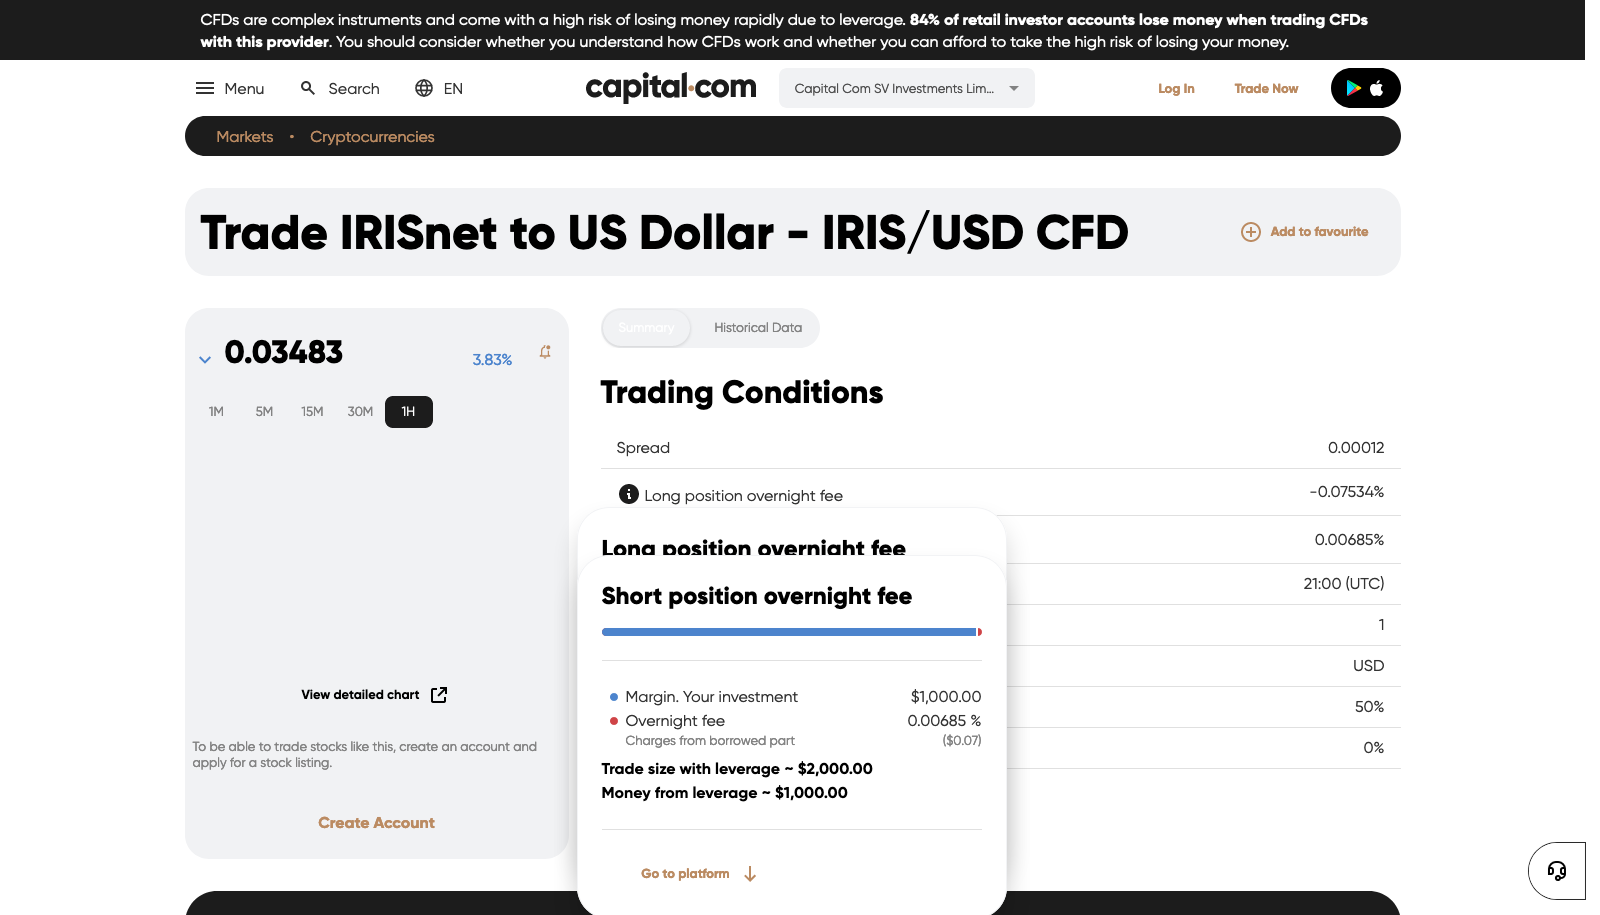 CFDs are complex instruments and come with a high risk of losing money rapidly due to leverage. 84% of retail investor accounts lose money when trading CFDs
with this provider. You should consider whether you understand how CFDs work and whether you can afford to take the high risk of losing your money.
Menu
Search
EN
capital.com
Capital Com SV Investments Lim...
Log In
Trade Now
Markets • Cryptocurrencies
Trade IRISnet to US Dollar - IRIS/USD CFD
Add to favourite
0.03483
3.83%
1M 5M 15M 30M 1H
View detailed chart
To be able to trade stocks like this, create an account and
apply for a stock listing.
Create Account
Summary
Historical Data
Trading Conditions
Spread 0.00012
Long position overnight fee -0.07534%
0.00685%
21:00 (UTC)
1
USD
50%
0%
Long position overnight fee
Short position overnight fee
Margin. Your investment $1,000.00
Overnight fee 0.00685 %
Charges from borrowed part ($0.07)
Trade size with leverage ~ $2,000.00
Money from leverage ~ $1,000.00
Go to platform